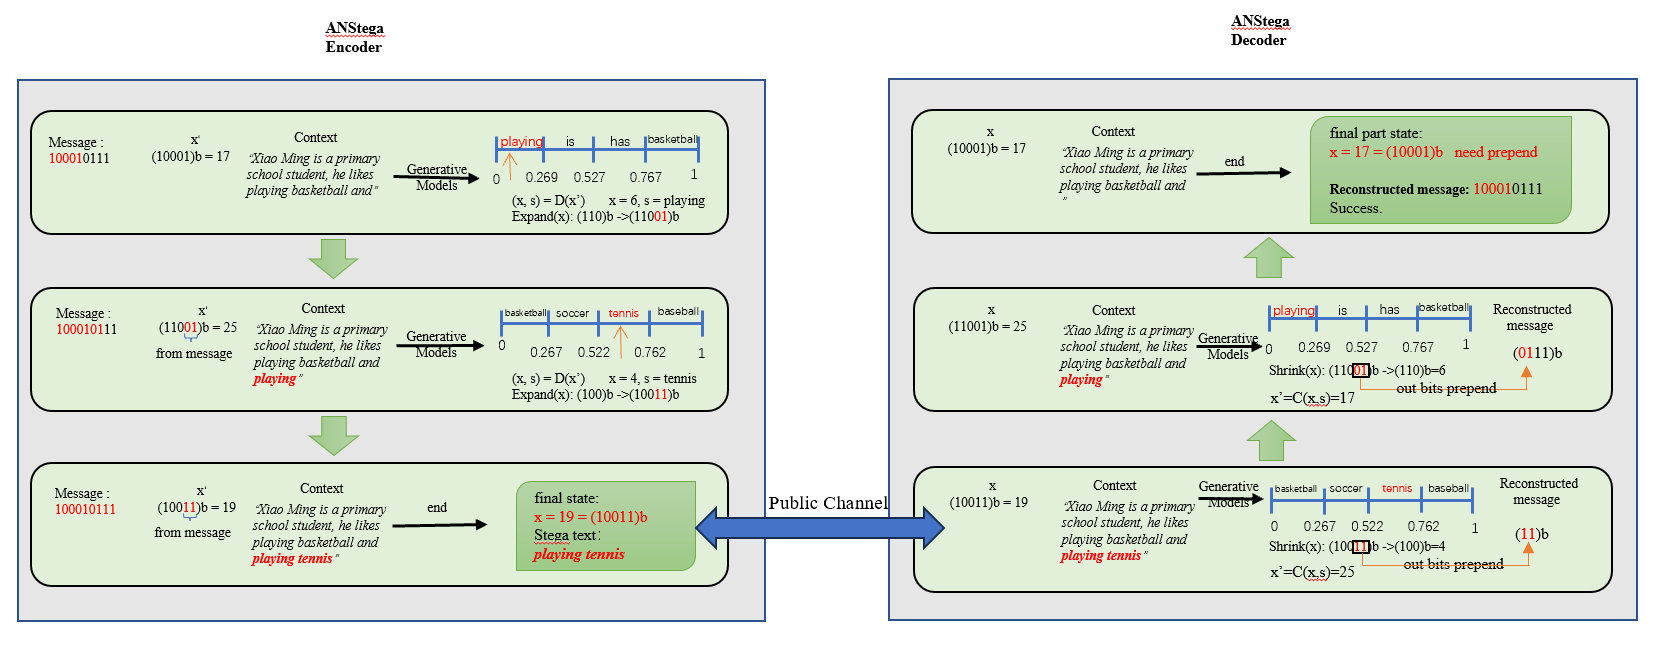 ANStega
Encoder
Message :
100010111
x‘
(10001)b = 17
Context
“Xiao Ming is a primary
school student, he likes
playing basketball and”
Generative
Models
playing is has basketball
0 0.269 0.527 0.767 1
(x, s) = D(x’) x = 6, s = playing
Expand(x): (110)b ->(11001)b
Message :
100010111
x‘
(11001)b = 25
from message
Context
“Xiao Ming is a primary
school student, he likes
playing basketball and
playing”
Generative
Models
basketball soccer tennis baseball
0 0.267 0.522 0.762 1
(x, s) = D(x’) x = 4, s = tennis
Expand(x): (100)b ->(10011)b
Message :
100010111
x‘
(10011)b = 19
from message
Context
“Xiao Ming is a primary
school student, he likes
playing basketball and
playing tennis”
end
final state:
x = 19 = (10011)b
Stega text：
playing tennis
Public Channel
ANStega
Decoder
x
(10001)b = 17
Context
“Xiao Ming is a primary
school student, he likes
playing basketball and
”
end
final part state:
x = 17 = (10001)b need prepend
Reconstructed message: 100010111
Success.
x
(11001)b = 25
Context
“Xiao Ming is a primary
school student, he likes
playing basketball and
playing”
Generative
Models
playing is has basketball
0 0.269 0.527 0.767 1
Shrink(x): (11001)b ->(110)b=6
out bits prepend
x’=C(x,s)=17
Reconstructed
message
(0111)b
x
(10011)b = 19
Context
“Xiao Ming is a primary
school student, he likes
playing basketball and
playing tennis”
Generative
Models
basketball soccer tennis baseball
0 0.267 0.522 0.762 1
Shrink(x): (10011)b ->(100)b=4
out bits prepend
x’=C(x,s)=25
Reconstructed
message
(11)b